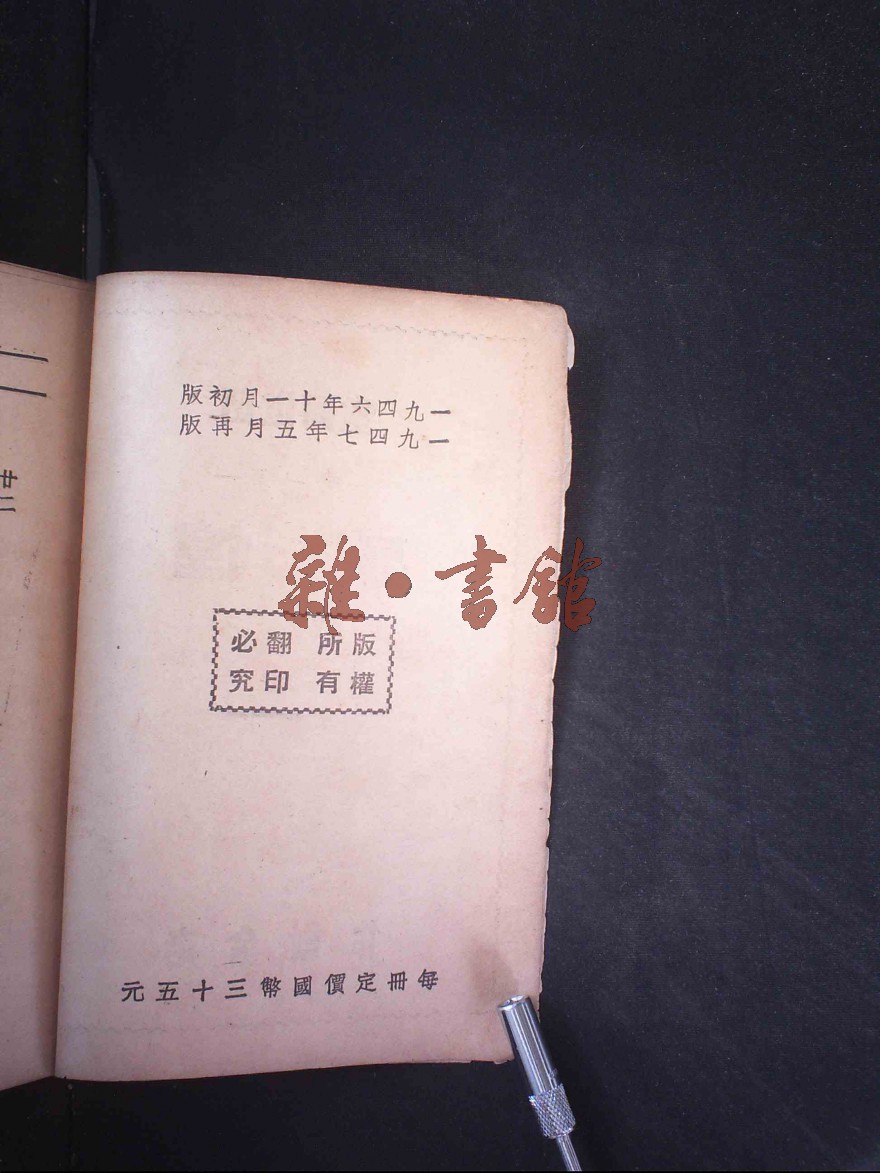 一九四六年十一月初版
一九四七年五月再版
雜·書館
版權所有
翻印必究
每冊定價國幣三十五元
廿二